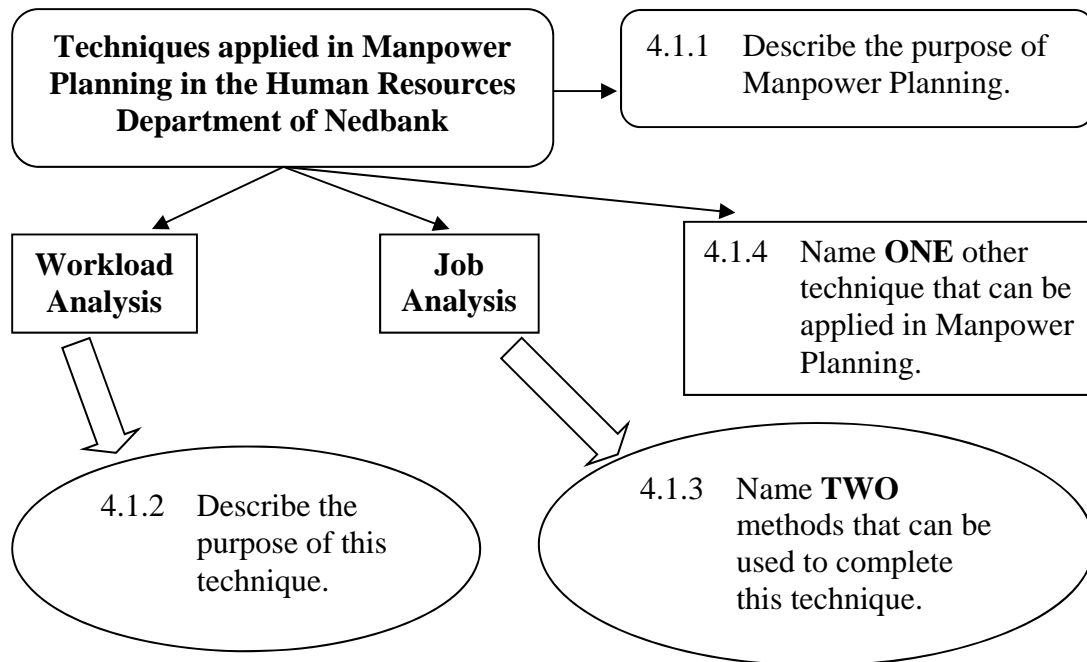 Techniques applied in Manpower
Planning in the Human Resources
Department of Nedbank
4.1.1 Describe the purpose of
Manpower Planning.
Workload
Analysis
Job
Analysis
4.1.4 Name ONE other
technique that can be
applied in Manpower
Planning.
4.1.2 Describe the
purpose of this
technique.
4.1.3 Name TWO
methods that can be
used to complete
this technique.